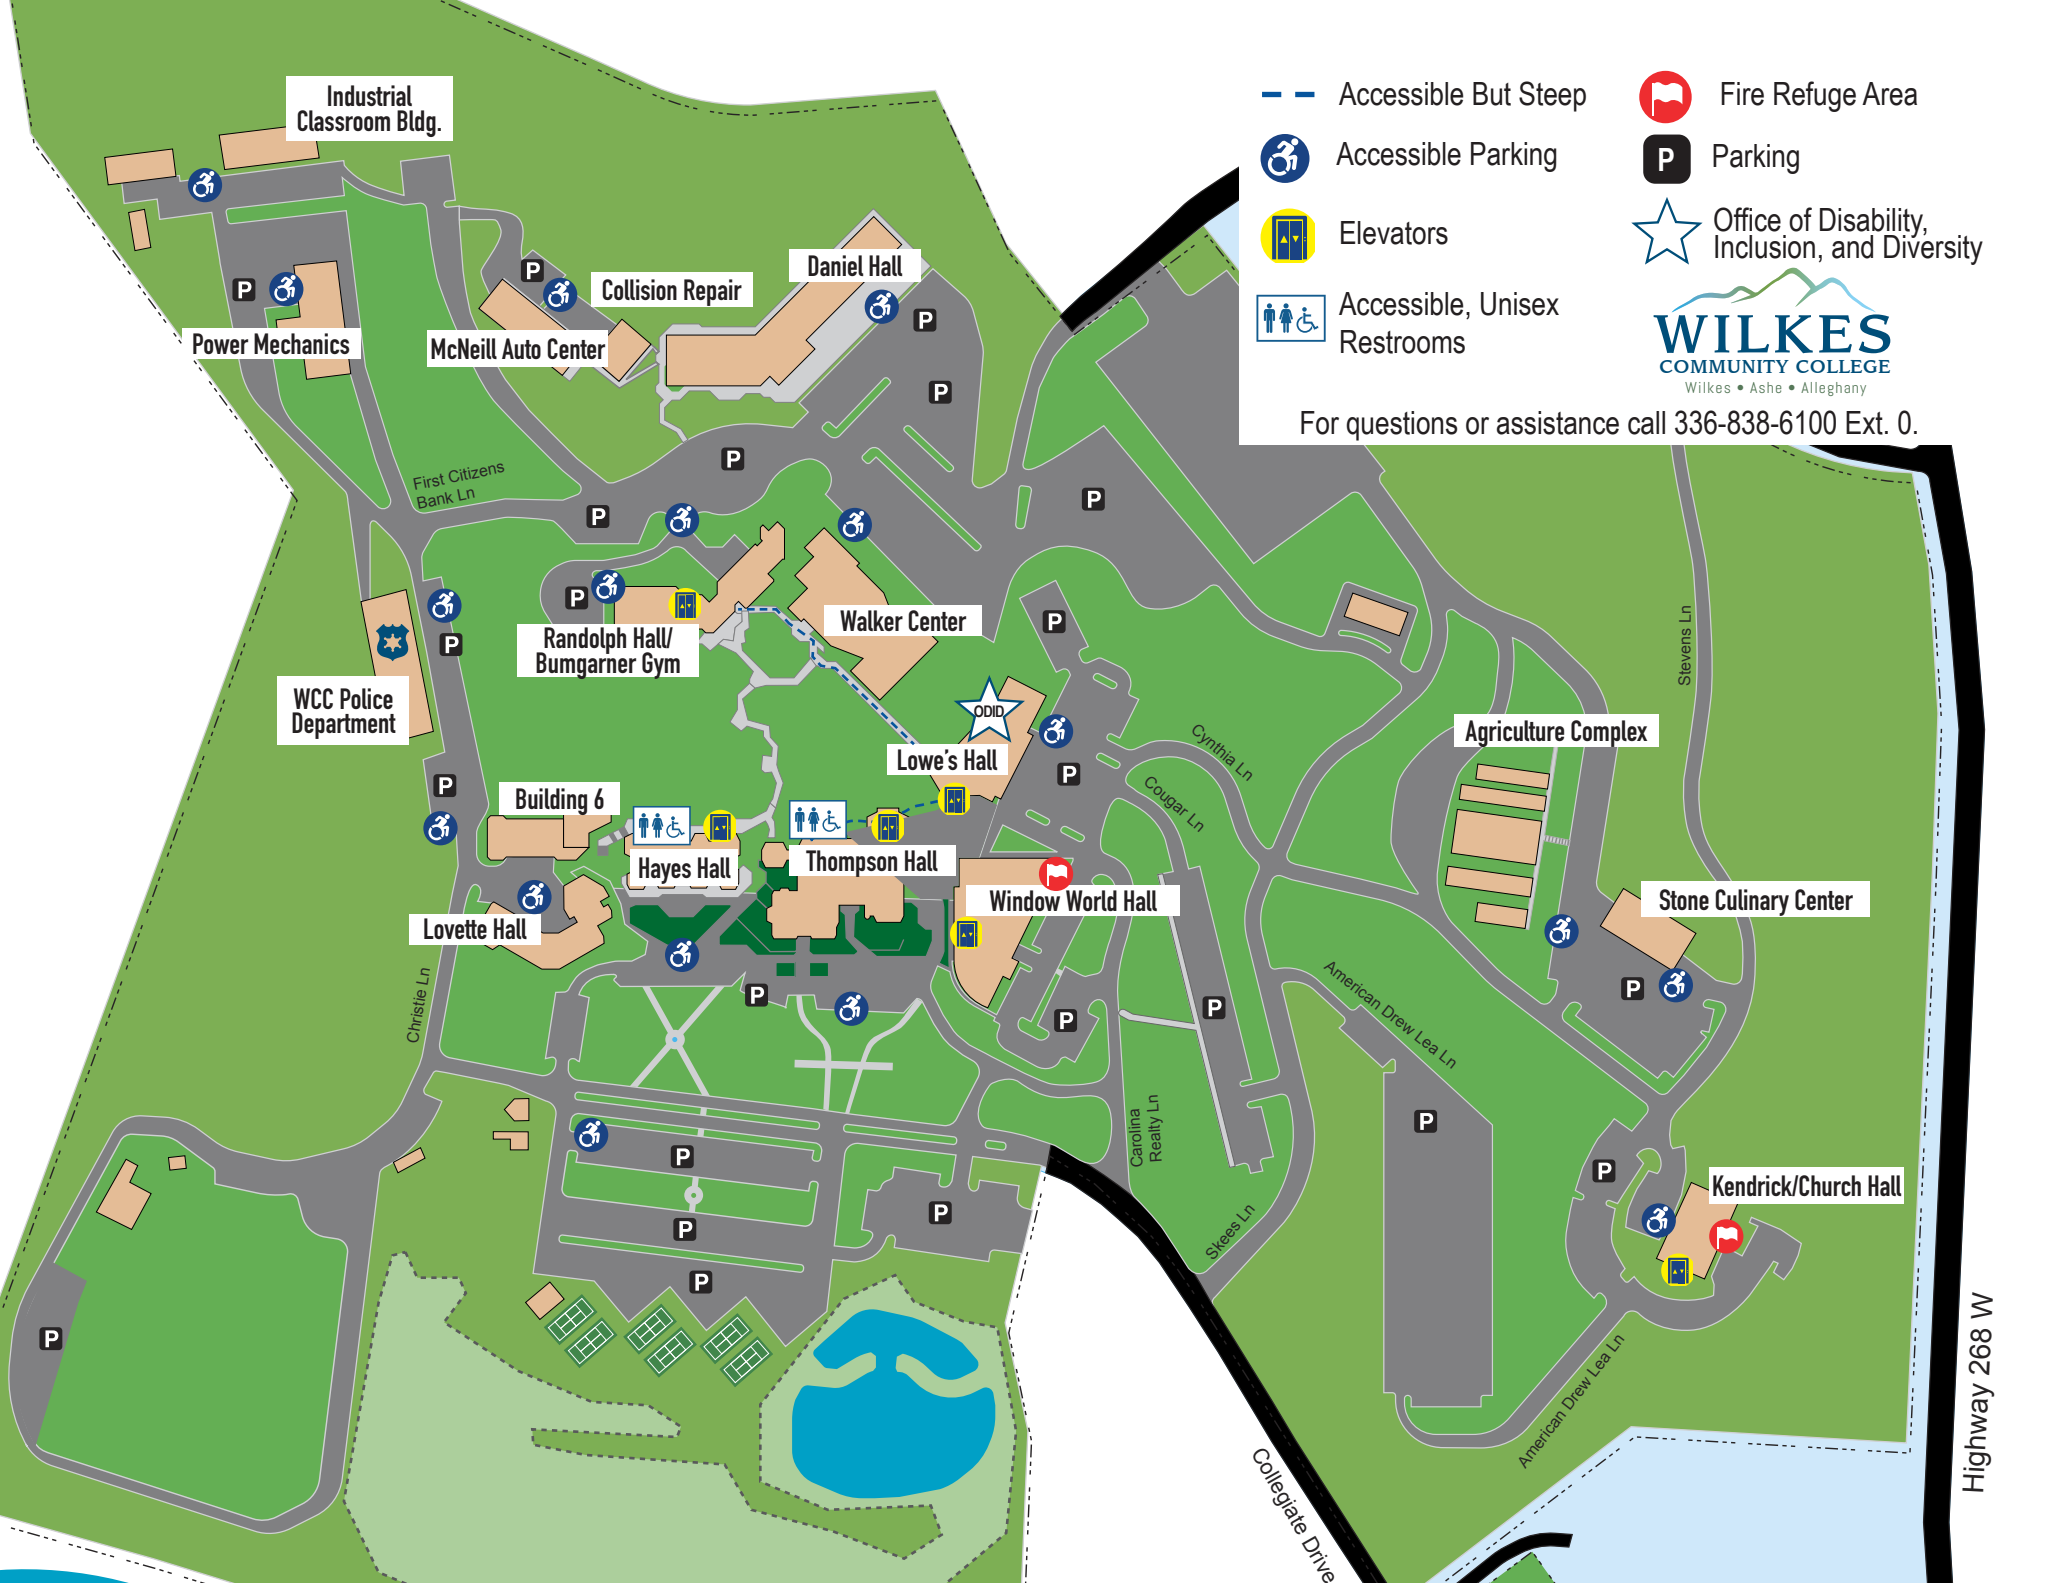 Industrial
Classroom Bldg.
Accessible But Steep
Fire Refuge Area
Accessible Parking
P
Parking
Elevators
Office of Disability,
Inclusion, and Diversity
Accessible, Unisex
Restrooms
WILKES
COMMUNITY COLLEGE
Wilkes • Ashe • Alleghany
For questions or assistance call 336-838-6100 Ext. 0.
Daniel Hall
P
Collision Repair
P
P
Power Mechanics
McNeill Auto Center
P
P
First Citizens
Bank Ln
P
P
P
P
Randolph Hall/
Bumgarner Gym
Walker Center
P
P
Stevens Ln
WCC Police
Department
ODID
Agriculture Complex
Cynthia Ln
Lowe's Hall
P
P
Cougar Ln
Building 6
Hayes Hall
Thompson Hall
Window World Hall
Stone Culinary Center
Lovette Hall
Christie Ln
P
P
P
P
American Drew Lea Ln
Carolina
Realty Ln
P
P
P
Kendrick/Church Hall
P
P
Skees Ln
P
P
American Drew Lea Ln
Highway 268 W
Collegiate Drive